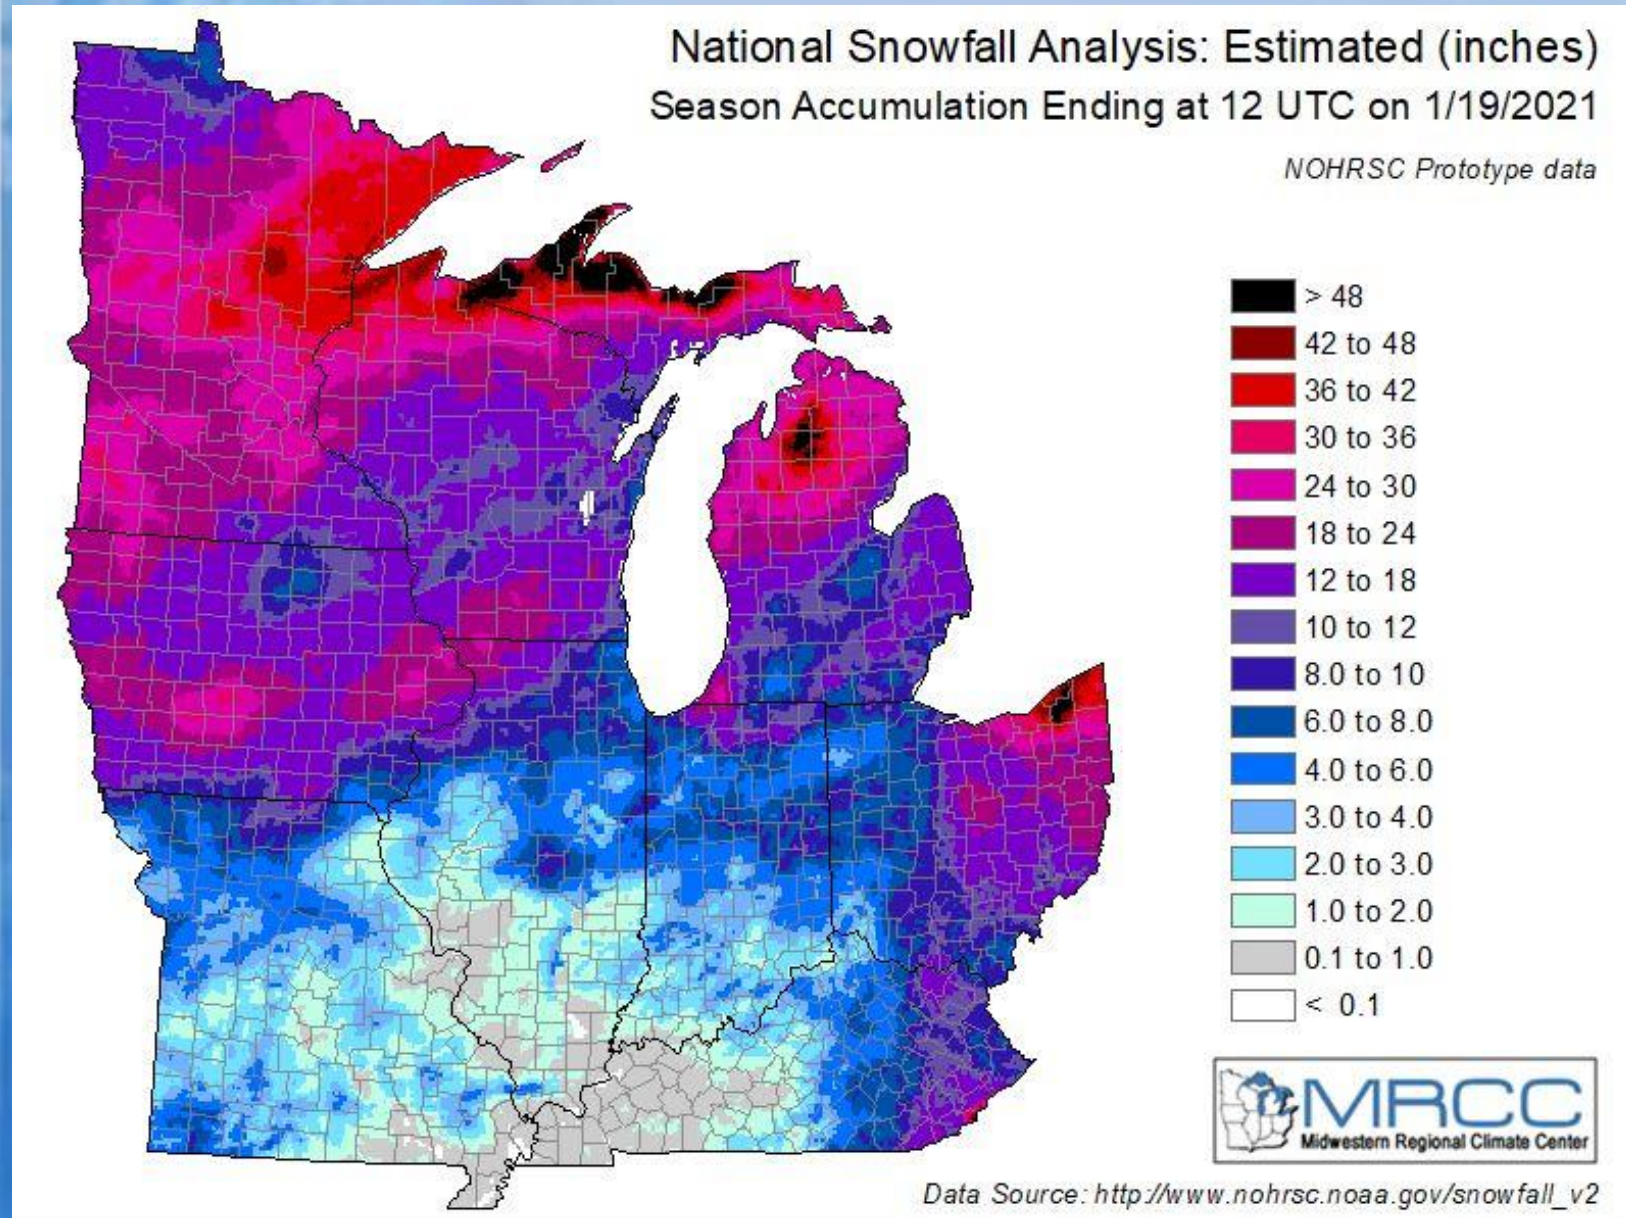 National Snowfall Analysis: Estimated (inches)
Season Accumulation Ending at 12 UTC on 1/19/2021
NOHRSC Prototype data
> 48
42 to 48
36 to 42
30 to 36
24 to 30
18 to 24
12 to 18
10 to 12
8.0 to 10
6.0 to 8.0
4.0 to 6.0
3.0 to 4.0
2.0 to 3.0
1.0 to 2.0
0.1 to 1.0
< 0.1
MRCC
Midwestern Regional Climate Center
Data Source: http://www.nohrsc.noaa.gov/snowfall_v2